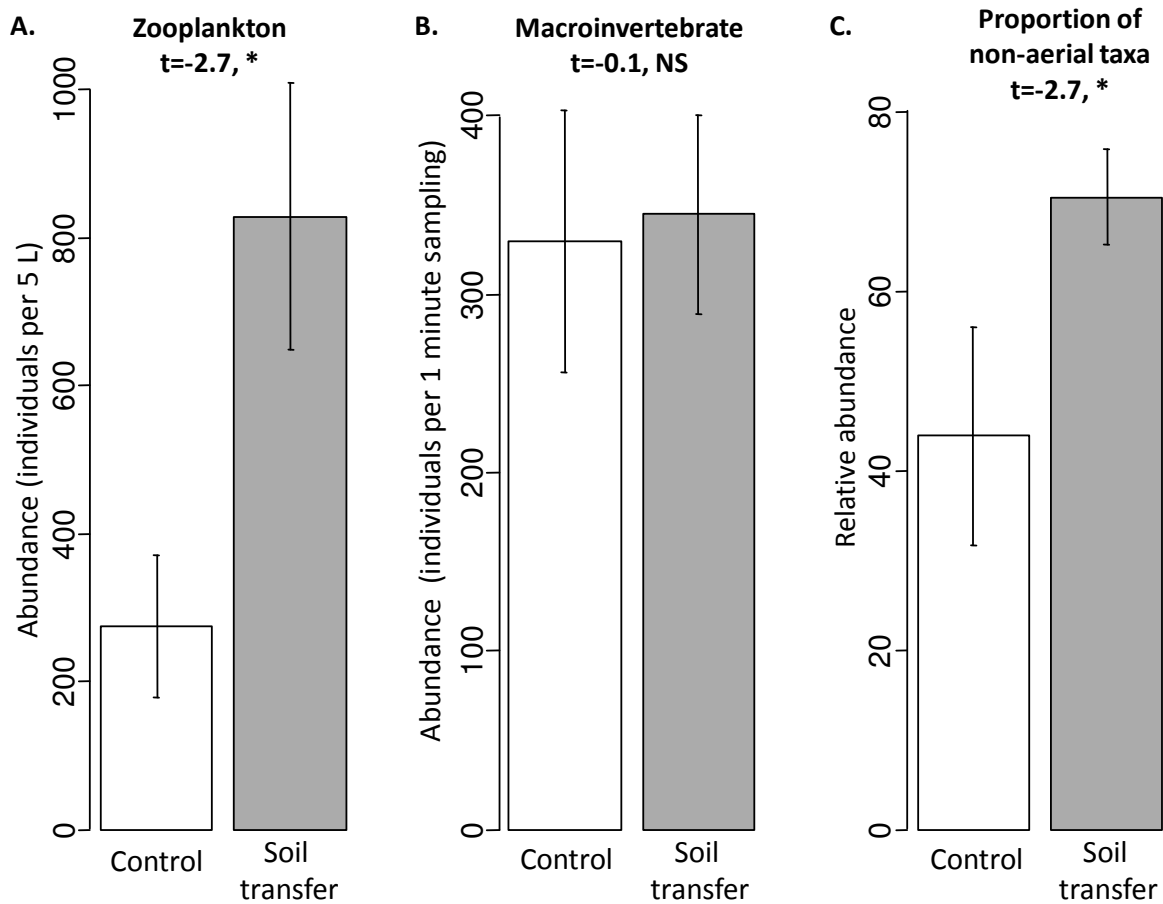 A.
Zooplankton
t=-2.7, *
Abundance (individuals per 5 L)
1000
800
600
400
200
0
Control
Soil
transfer
B.
Macroinvertebrate
t=-0.1, NS
Abundance (individuals per 1 minute sampling)
400
300
200
100
0
Control
Soil
transfer
C.
Proportion of
non-aerial taxa
t=-2.7, *
Relative abundance
80
60
40
20
0
Control
Soil
transfer